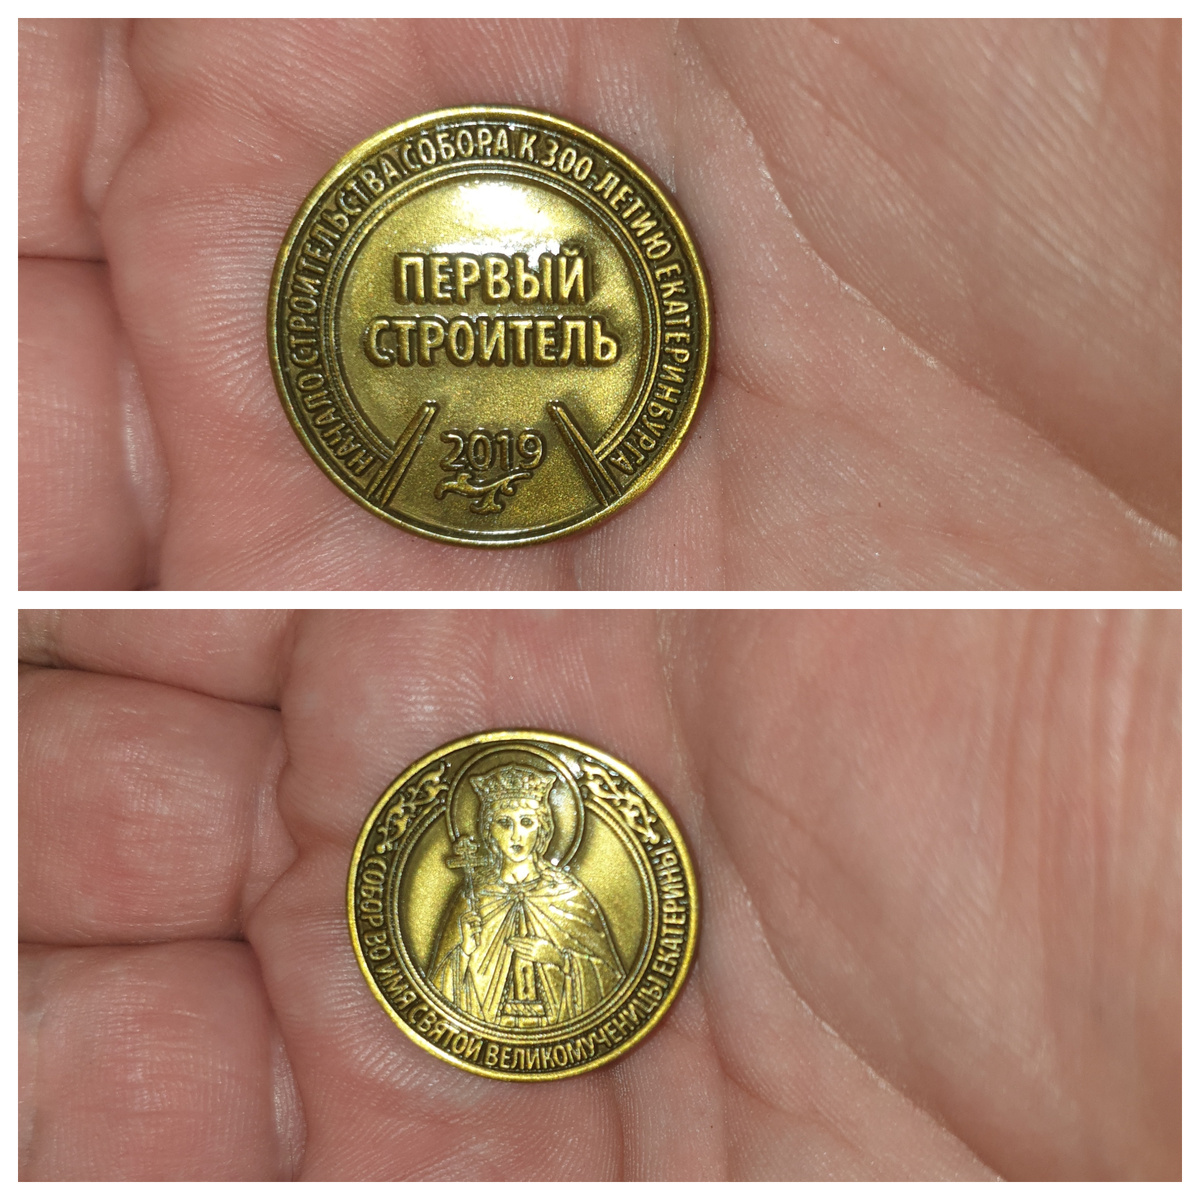 НАЧАЛО СТРОИТЕЛЬСТВА СОБОРА К 300-ЛЕТИЮ ЕКАТЕРИНБУРГА
ПЕРВЫЙ
СТРОИТЕЛЬ
2019
СОБОР ВО ИМЯ СВЯТОЙ ВЕЛИКОМУЧЕНИЦЫ ЕКАТЕРИНЫ